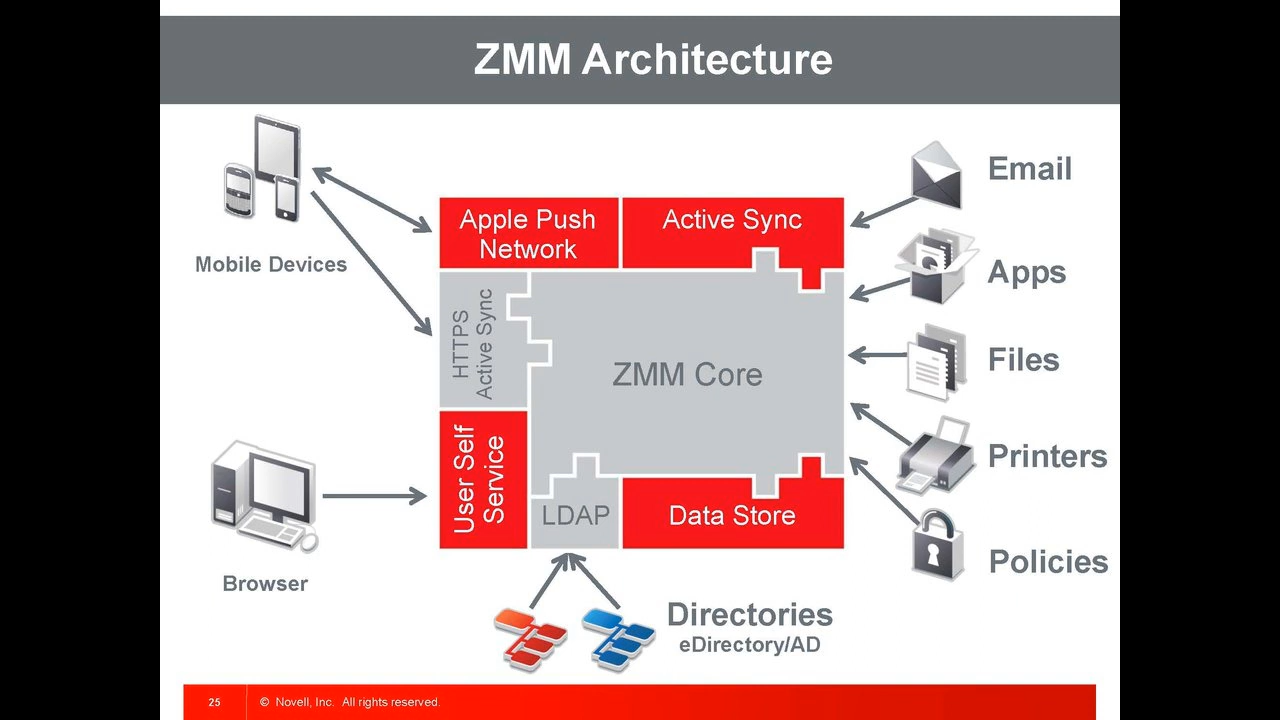 ZMM Architecture
Mobile Devices
Browser
Apple Push
Network
Active Sync
HTTPS
Active Sync
ZMM Core
User Self
Service
LDAP
Data Store
Email
Apps
Files
Printers
Policies
Directories
eDirectory/AD
25
© Novell, Inc. All rights reserved.